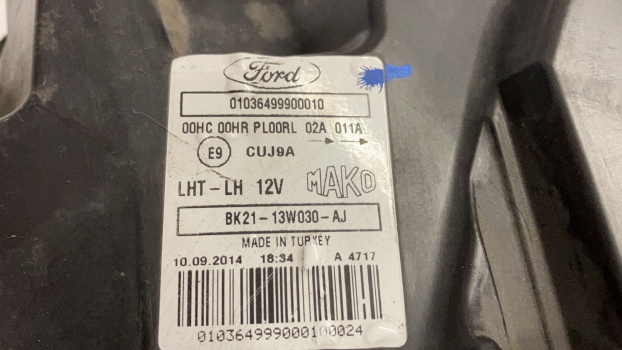 Ford
01036499900010
00HC 00HR PL00RL 02A 011A
E9 CUJ9A
LHT-LH 12V MAKO
BK21-13W030-AJ
MADE IN TURKEY
10.09.2014 18:34 A 4717
010364999000100024